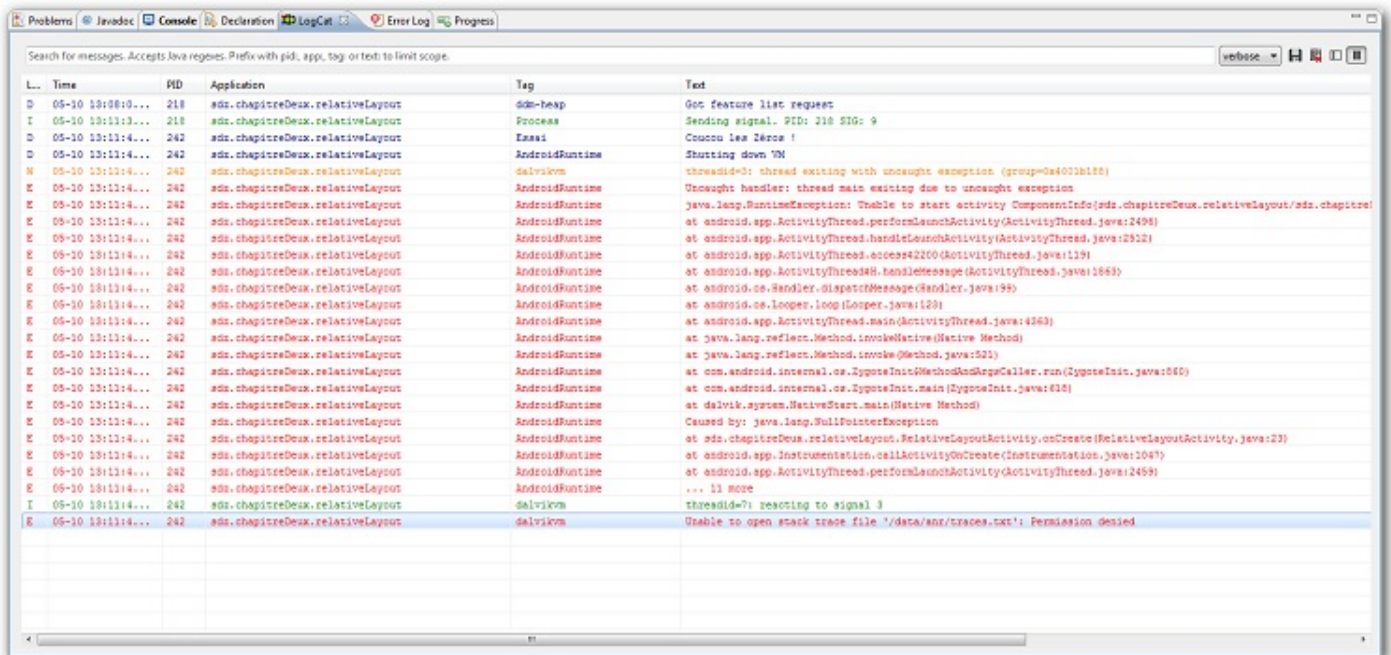 Problems @ Javadoc Console Declaration LogCat Error Log Progress
Search for messages. Accepts Java regexes. Prefix with pid:, app:, tag: or text: to limit scope. verbose
L... Time PID Application Tag Text
D 05-10 13:08:0... 218 sdz.chapitreDeux.relativeLayout ddm-heap Got feature list request
I 05-10 13:11:3... 218 sdz.chapitreDeux.relativeLayout Process Sending signal. PID: 218 SIG: 9
D 05-10 13:11:4... 242 sdz.chapitreDeux.relativeLayout Essai Coucou les Zéros !
D 05-10 13:11:4... 242 sdz.chapitreDeux.relativeLayout AndroidRuntime Shutting down VM
W 05-10 13:11:4... 242 sdz.chapitreDeux.relativeLayout dalvikvm threadid=3: thread exiting with uncaught exception (group=0x4001b188)
E 05-10 13:11:4... 242 sdz.chapitreDeux.relativeLayout AndroidRuntime Uncaught handler: thread main exiting due to uncaught exception
E 05-10 13:11:4... 242 sdz.chapitreDeux.relativeLayout AndroidRuntime java.lang.RuntimeException: Unable to start activity ComponentInfo{sdz.chapitreDeux.relativeLayout/sdz.chapitreD
E 05-10 13:11:4... 242 sdz.chapitreDeux.relativeLayout AndroidRuntime at android.app.ActivityThread.performLaunchActivity(ActivityThread.java:2496)
E 05-10 13:11:4... 242 sdz.chapitreDeux.relativeLayout AndroidRuntime at android.app.ActivityThread.handleLaunchActivity(ActivityThread.java:2512)
E 05-10 13:11:4... 242 sdz.chapitreDeux.relativeLayout AndroidRuntime at android.app.ActivityThread.access$2200(ActivityThread.java:119)
E 05-10 13:11:4... 242 sdz.chapitreDeux.relativeLayout AndroidRuntime at android.app.ActivityThread$H.handleMessage(ActivityThread.java:1863)
E 05-10 13:11:4... 242 sdz.chapitreDeux.relativeLayout AndroidRuntime at android.os.Handler.dispatchMessage(Handler.java:99)
E 05-10 13:11:4... 242 sdz.chapitreDeux.relativeLayout AndroidRuntime at android.os.Looper.loop(Looper.java:123)
E 05-10 13:11:4... 242 sdz.chapitreDeux.relativeLayout AndroidRuntime at android.app.ActivityThread.main(ActivityThread.java:4363)
E 05-10 13:11:4... 242 sdz.chapitreDeux.relativeLayout AndroidRuntime at java.lang.reflect.Method.invokeNative(Native Method)
E 05-10 13:11:4... 242 sdz.chapitreDeux.relativeLayout AndroidRuntime at java.lang.reflect.Method.invoke(Method.java:521)
E 05-10 13:11:4... 242 sdz.chapitreDeux.relativeLayout AndroidRuntime at com.android.internal.os.ZygoteInit$MethodAndArgsCaller.run(ZygoteInit.java:860)
E 05-10 13:11:4... 242 sdz.chapitreDeux.relativeLayout AndroidRuntime at com.android.internal.os.ZygoteInit.main(ZygoteInit.java:618)
E 05-10 13:11:4... 242 sdz.chapitreDeux.relativeLayout AndroidRuntime at dalvik.system.NativeStart.main(Native Method)
E 05-10 13:11:4... 242 sdz.chapitreDeux.relativeLayout AndroidRuntime Caused by: java.lang.NullPointerException
E 05-10 13:11:4... 242 sdz.chapitreDeux.relativeLayout AndroidRuntime at sdz.chapitreDeux.relativeLayout.RelativeLayoutActivity.onCreate(RelativeLayoutActivity.java:23)
E 05-10 13:11:4... 242 sdz.chapitreDeux.relativeLayout AndroidRuntime at android.app.Instrumentation.callActivityOnCreate(Instrumentation.java:1047)
E 05-10 13:11:4... 242 sdz.chapitreDeux.relativeLayout AndroidRuntime at android.app.ActivityThread.performLaunchActivity(ActivityThread.java:2459)
E 05-10 13:11:4... 242 sdz.chapitreDeux.relativeLayout AndroidRuntime ... 11 more
I 05-10 13:11:4... 242 sdz.chapitreDeux.relativeLayout dalvikvm threadid=7: reacting to signal 3
E 05-10 13:11:4... 242 sdz.chapitreDeux.relativeLayout dalvikvm Unable to open stack trace file '/data/anr/traces.txt': Permission denied